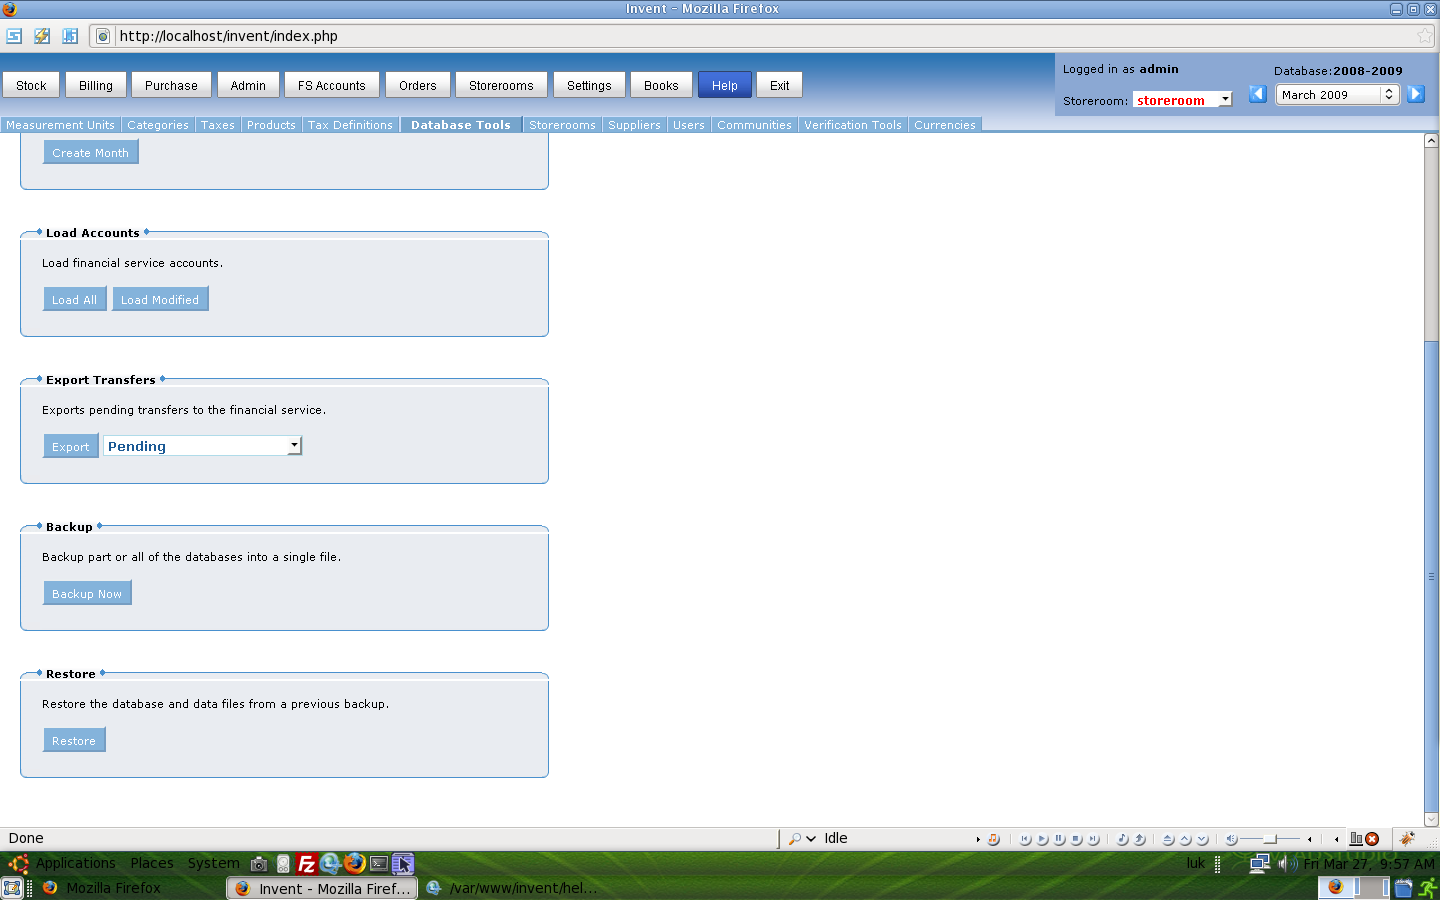 Invent - Mozilla Firefox
http://localhost/invent/index.php
Stock Billing Purchase Admin FS Accounts Orders Storerooms Settings Books Help Exit
Logged in as admin
Database:2008-2009
Storeroom: storeroom
March 2009
Measurement Units Categories Taxes Products Tax Definitions Database Tools Storerooms Suppliers Users Communities Verification Tools Currencies
Create Month
Load Accounts
Load financial service accounts.
Load All Load Modified
Export Transfers
Exports pending transfers to the financial service.
Export Pending
Backup
Backup part or all of the databases into a single file.
Backup Now
Restore
Restore the database and data files from a previous backup.
Restore
Done Idle
Applications Places System luk Fri Mar 27, 9:57 AM
Mozilla Firefox Invent - Mozilla Firef... /var/www/invent/hel...